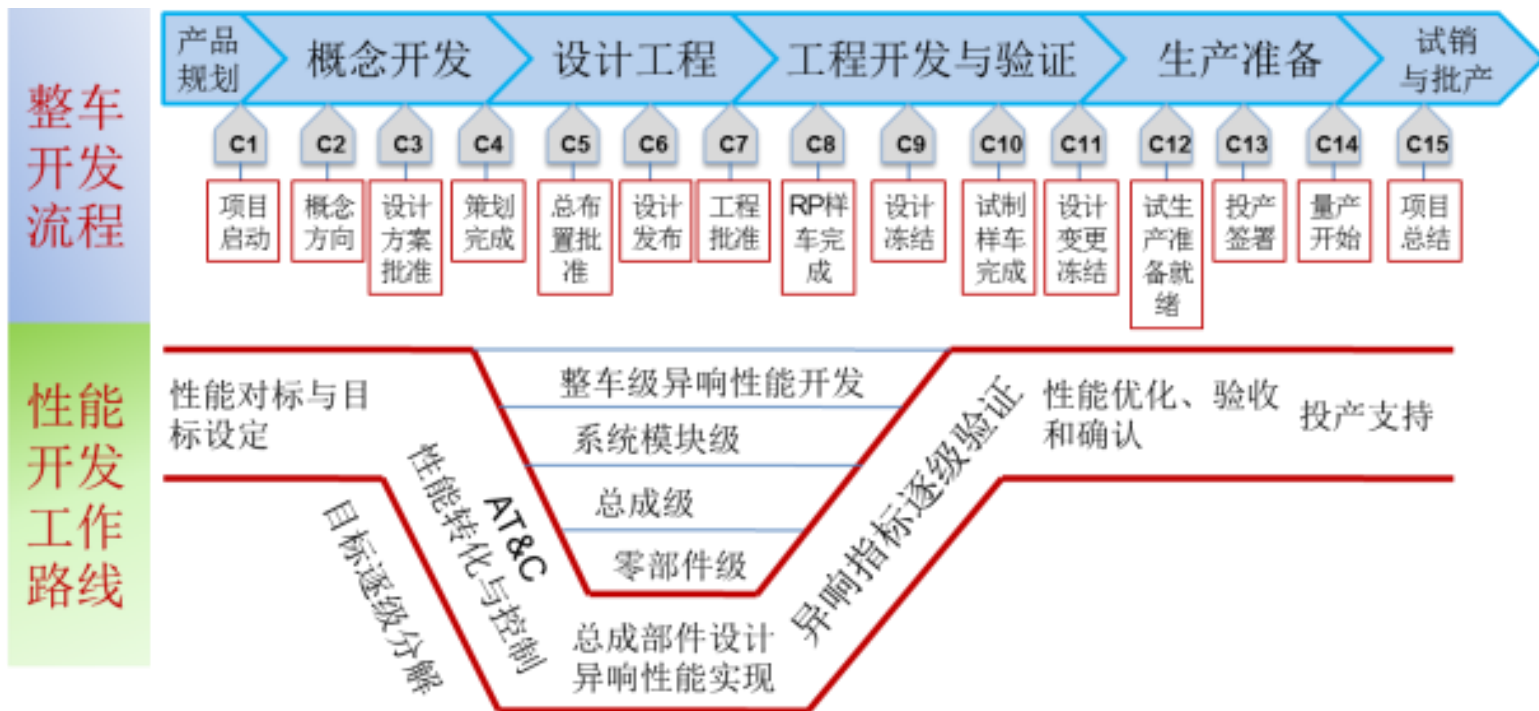 整车
开发
流程
产品
规划
概念开发
设计工程
工程开发与验证
生产准备
试销
与批产
C1
C2
C3
C4
C5
C6
C7
C8
C9
C10
C11
C12
C13
C14
C15
项目
启动
概念
方向
设计
方案
批准
策划
完成
总布
置批
准
设计
发布
工程
批准
RP样
车完
成
设计
冻结
试制
样车
完成
设计
变更
冻结
试生
产准
备就
绪
投产
签署
量产
开始
项目
总结
性能
开发
工作
路线
性能对标与目
标设定
目标逐级分解
AT&C
性能转化与控制
整车级异响性能开发
系统模块级
总成级
零部件级
总成部件设计
异响性能实现
异响指标逐级验证
性能优化、验收
和确认
投产支持